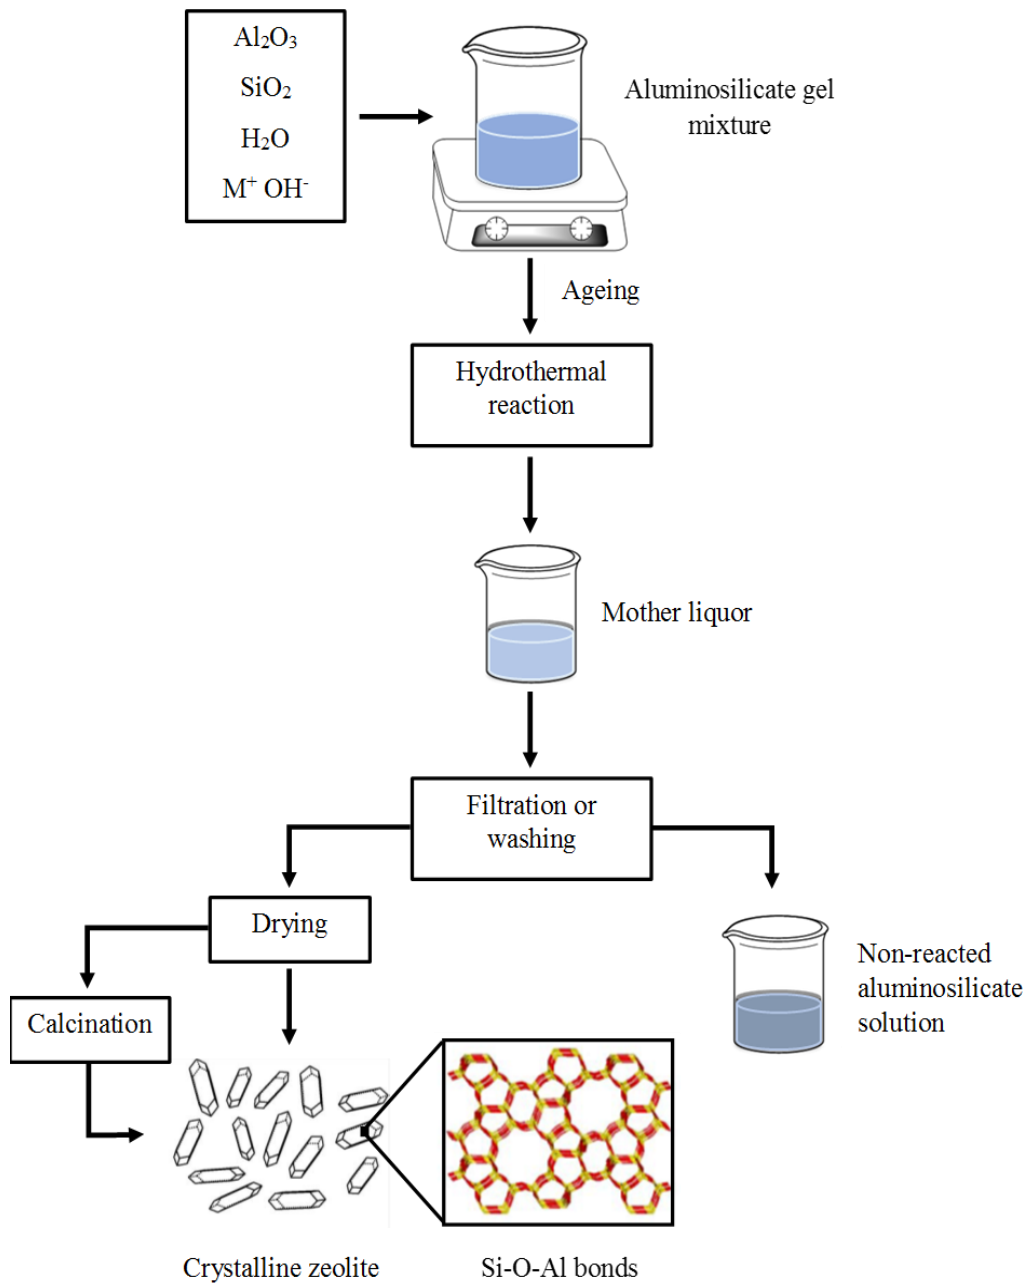 Al₂O₃
SiO₂
H₂O
M⁺ OH⁻
Aluminosilicate gel
mixture
Ageing
Hydrothermal
reaction
Mother liquor
Filtration or
washing
Drying
Calcination
Non-reacted
aluminosilicate
solution
Crystalline zeolite
Si-O-Al bonds